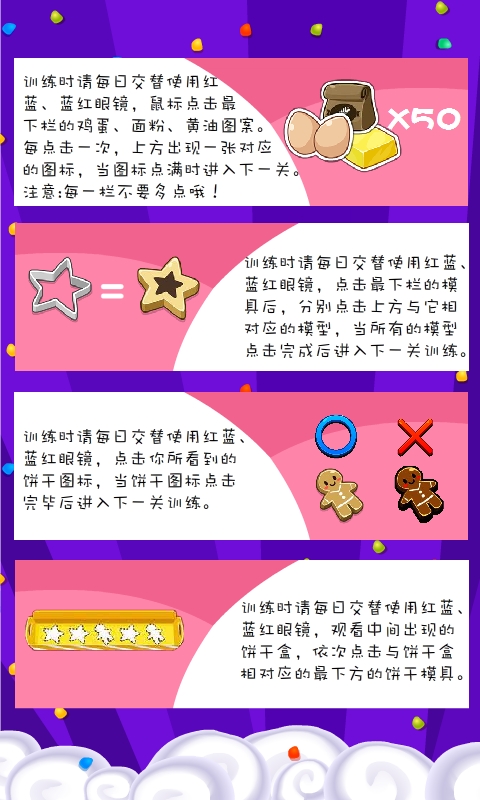 训练时请每日交替使用红
蓝、蓝红眼镜，鼠标点击最
下栏的鸡蛋、面粉、黄油图案。
每点击一次，上方出现一张对应
的图标，当图标点满时进入下一关。
注意:每一栏不要多点哦！
X50
=
训练时请每日交替使用红蓝、
蓝红眼镜，点击最下栏的模
具后，分别点击上方与它相
对应的模型，当所有的模型
点击完成后进入下一关训练。
训练时请每日交替使用红蓝、
蓝红眼镜，点击你所看到的
饼干图标，当饼干图标点击
完毕后进入下一关训练。
训练时请每日交替使用红蓝、
蓝红眼镜，观看中间出现的
饼干盒，依次点击与饼干盒
相对应的最下方的饼干模具。